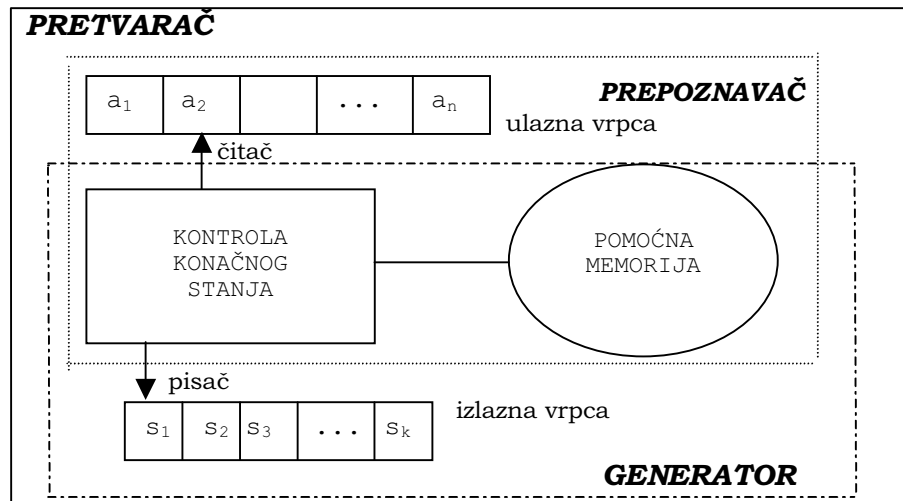 PRETVARAČ
a₁ a₂ ... aₙ
PREPOZNAVAČ
ulazna vrpca
čitač
KONTROLA
KONAČNOG
STANJA
POMOĆNA
MEMORIJA
pisač
s₁ s₂ s₃ ... sₖ
izlazna vrpca
GENERATOR